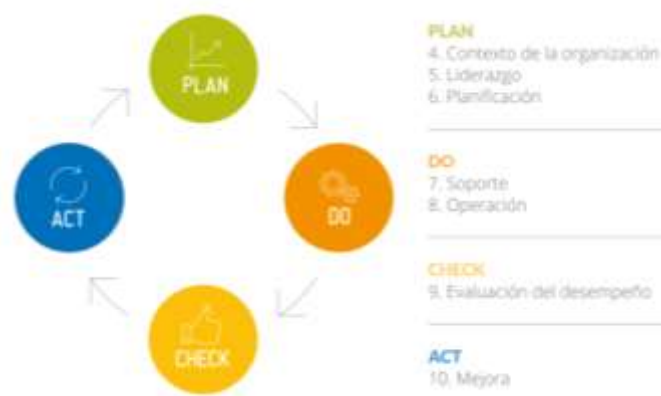 PLAN
DO
CHECK
ACT
PLAN
4. Contexto de la organización
5. Liderazgo
6. Planificación
DO
7. Soporte
8. Operación
CHECK
9. Evaluación del desempeño
ACT
10. Mejora